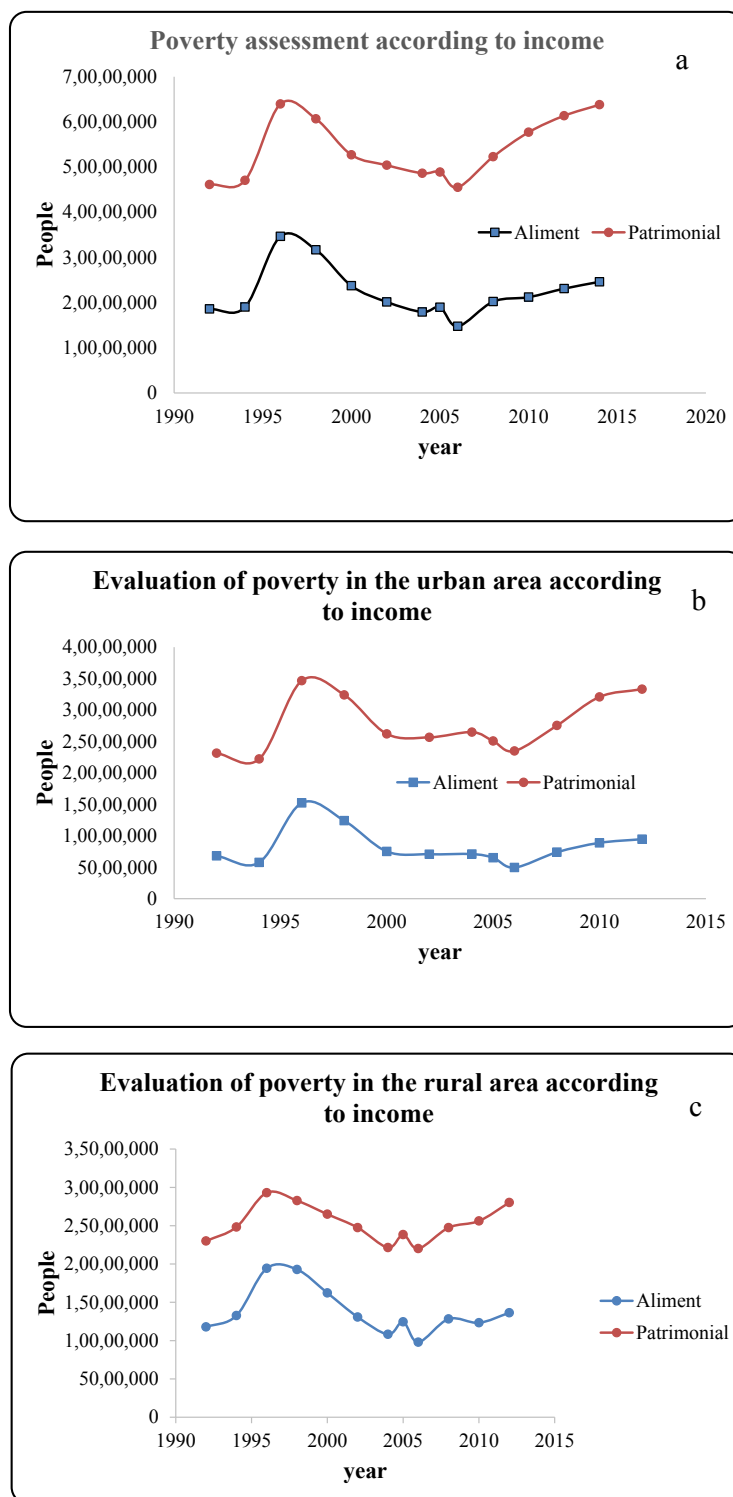 Poverty assessment according to income
a
7,00,00,000
6,00,00,000
5,00,00,000
4,00,00,000
3,00,00,000
2,00,00,000
1,00,00,000
0
People
Aliment Patrimonial
1990 1995 2000 2005 2010 2015 2020
year
Evaluation of poverty in the urban area according
to income
b
4,00,00,000
3,50,00,000
3,00,00,000
2,50,00,000
2,00,00,000
1,50,00,000
1,00,00,000
50,00,000
0
People
Aliment Patrimonial
1990 1995 2000 2005 2010 2015
year
Evaluation of poverty in the rural area according
to income
c
3,50,00,000
3,00,00,000
2,50,00,000
2,00,00,000
1,50,00,000
1,00,00,000
50,00,000
0
People
Aliment
Patrimonial
1990 1995 2000 2005 2010 2015
year